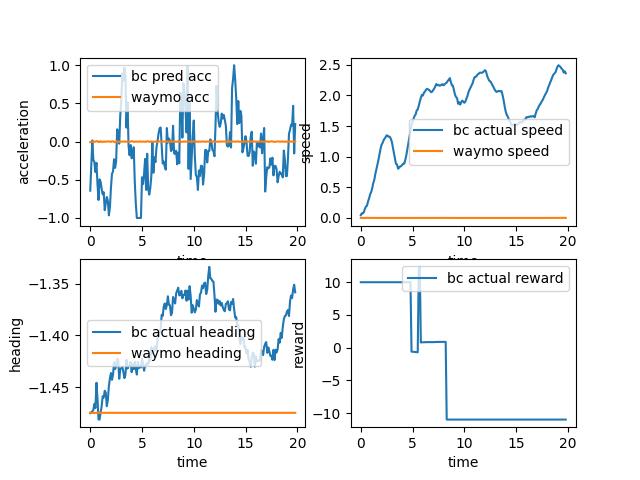 1.0
0.5
0.0
−0.5
−1.0
acceleration
bc pred acc
waymo acc
0
5
10
15
20
time
2.5
2.0
1.5
1.0
0.5
0.0
speed
bc actual speed
waymo speed
0
5
10
15
20
time
−1.35
−1.40
−1.45
heading
bc actual heading
waymo heading
0
5
10
15
20
time
10
5
0
−5
−10
reward
bc actual reward
0
5
10
15
20
time